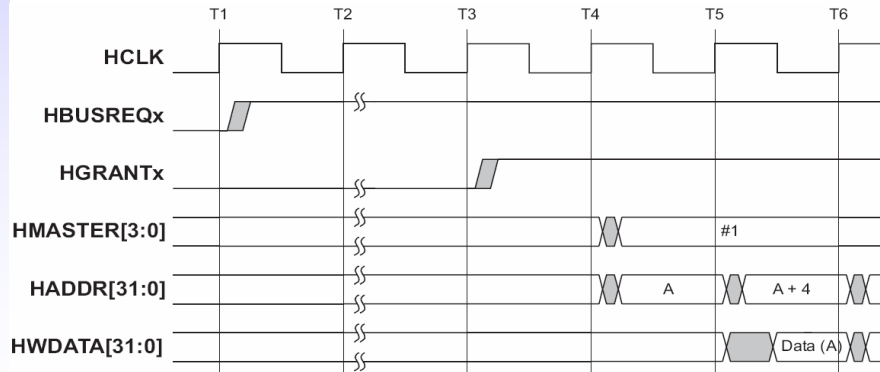 T1 T2 T3 T4 T5 T6
HCLK
HBUSREQx
HGRANTx
HMASTER[3:0] #1
HADDR[31:0] A A + 4
HWDATA[31:0] Data (A)